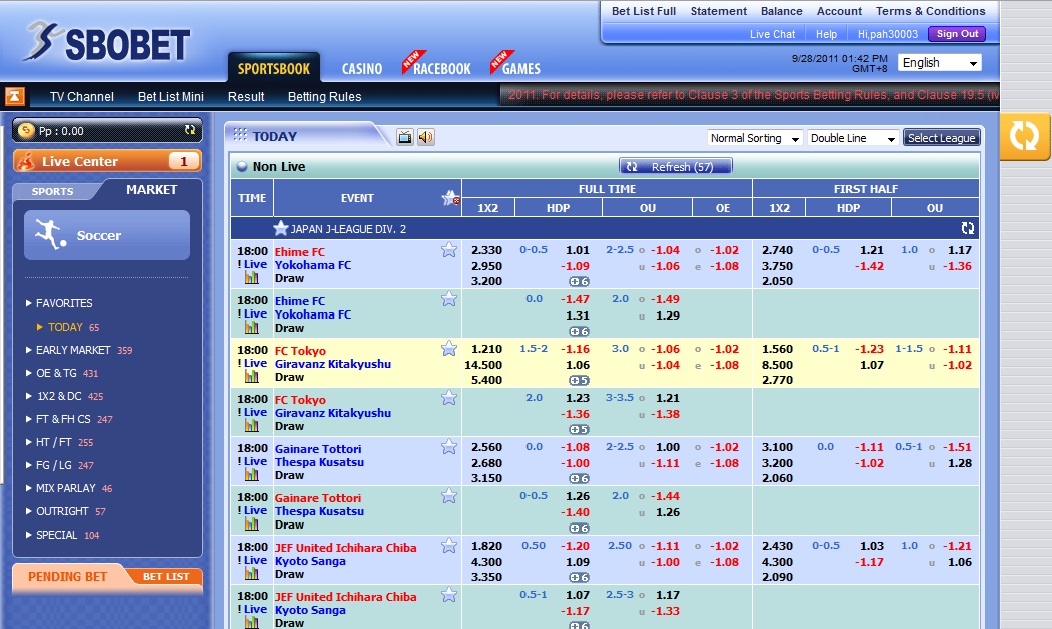 Bet List Full Statement Balance Account Terms & Conditions
Live Chat Help Hi,pah30003 Sign Out
SBOBET
SPORTSBOOK CASINO NEW RACEBOOK NEW GAMES
9/28/2011 01:42 PM
GMT+8
English
TV Channel Bet List Mini Result Betting Rules
2011. For details, please refer to Clause 3 of the Sports Betting Rules, and Clause 19.5 (iv
Pp : 0.00
Live Center 1
SPORTS MARKET
Soccer
FAVORITES
TODAY 65
EARLY MARKET 359
OE & TG 431
1X2 & DC 425
FT & FH CS 247
HT / FT 255
FG / LG 247
MIX PARLAY 46
OUTRIGHT 57
SPECIAL 104
PENDING BET BET LIST
TODAY
Normal Sorting Double Line Select League
Non Live Refresh (57)
TIME EVENT FULL TIME FIRST HALF
1X2 HDP OU OE 1X2 HDP OU
JAPAN J-LEAGUE DIV. 2
18:00 Ehime FC 2.330 0-0.5 1.01 2-2.5 o -1.04 o -1.02 2.740 0-0.5 1.21 1.0 o 1.17
! Live Yokohama FC 2.950 -1.09 u -1.06 e -1.08 3.750 -1.42 u -1.36
Draw 3.200 6 2.050
18:00 Ehime FC 0.0 -1.47 2.0 o -1.49
! Live Yokohama FC 1.31 u 1.29
Draw 6
18:00 FC Tokyo 1.210 1.5-2 -1.16 3.0 o -1.06 o -1.02 1.560 0.5-1 -1.23 1-1.5 o -1.11
! Live Giravanz Kitakyushu 14.500 1.06 u -1.04 e -1.08 8.500 1.07 u -1.02
Draw 5.400 5 2.770
18:00 FC Tokyo 2.0 1.23 3-3.5 o 1.21
! Live Giravanz Kitakyushu -1.36 u -1.38
Draw 5
18:00 Gainare Tottori 2.560 0.0 -1.08 2-2.5 o 1.00 o -1.02 3.100 0.0 -1.11 0.5-1 o -1.51
! Live Thespa Kusatsu 2.680 -1.00 u -1.11 e -1.08 3.200 -1.02 u 1.28
Draw 3.150 6 2.060
18:00 Gainare Tottori 0-0.5 1.26 2.0 o -1.44
! Live Thespa Kusatsu -1.40 u 1.26
Draw 6
18:00 JEF United Ichihara Chiba 1.820 0.50 -1.20 2.50 o -1.11 o -1.02 2.430 0-0.5 1.03 1.0 o -1.21
! Live Kyoto Sanga 4.300 1.09 u -1.00 e -1.08 4.300 -1.17 u 1.06
Draw 3.350 6 2.090
18:00 JEF United Ichihara Chiba 0.5-1 1.07 2.5-3 o 1.17
! Live Kyoto Sanga -1.17 u -1.33
Draw 6